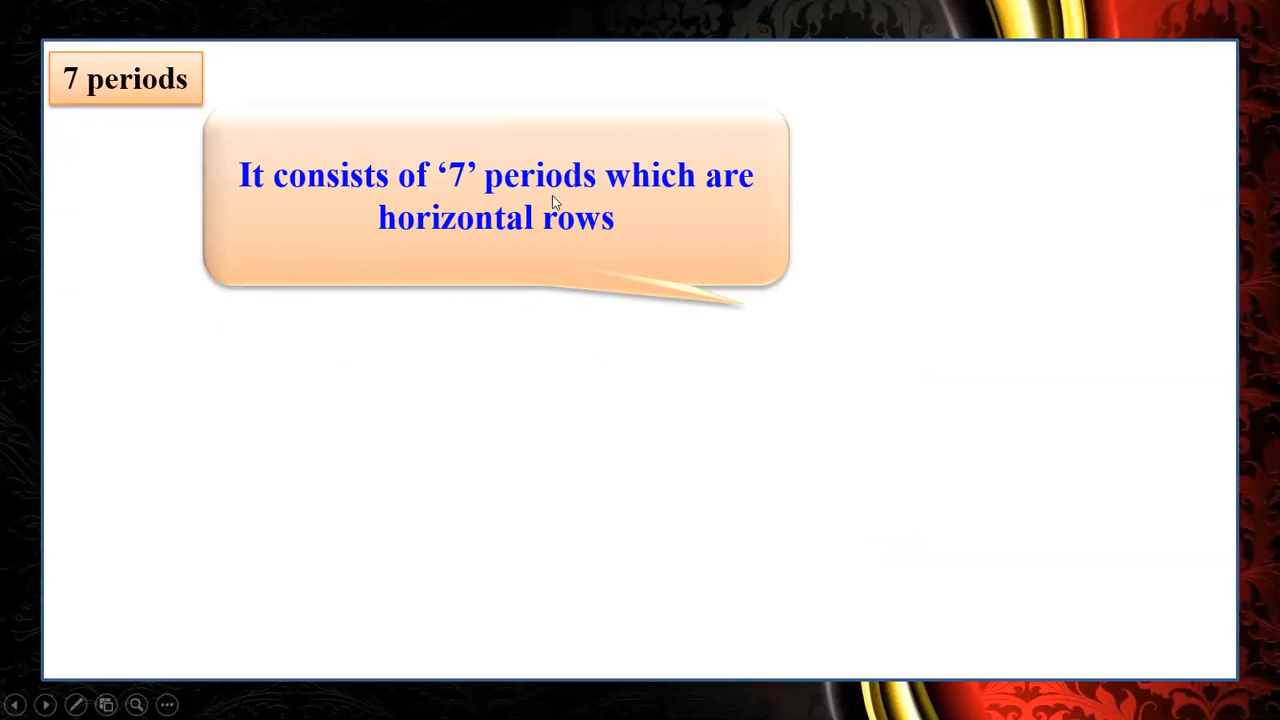 7 periods
It consists of ‘7’ periods which are
horizontal rows